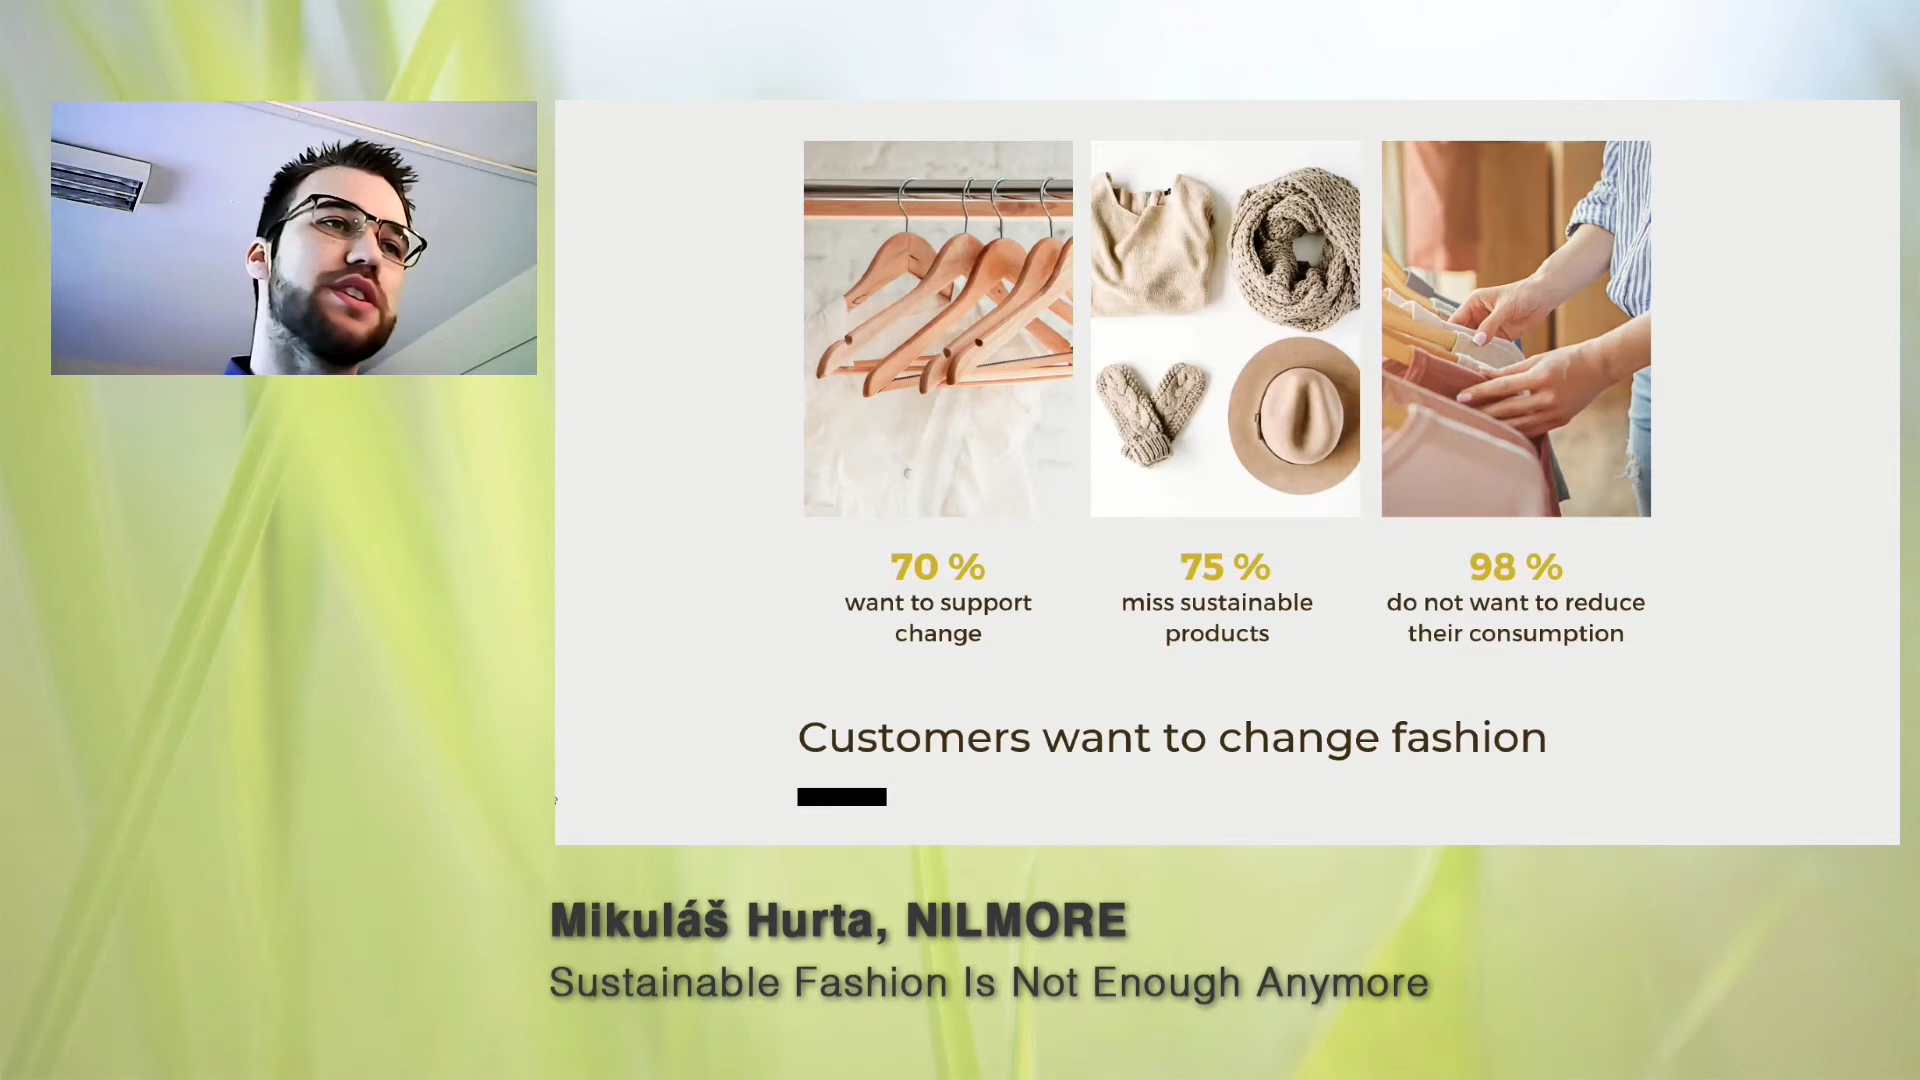 70 %
want to support
change
75 %
miss sustainable
products
98 %
do not want to reduce
their consumption
Customers want to change fashion
Mikuláš Hurta, NILMORE
Sustainable Fashion Is Not Enough Anymore